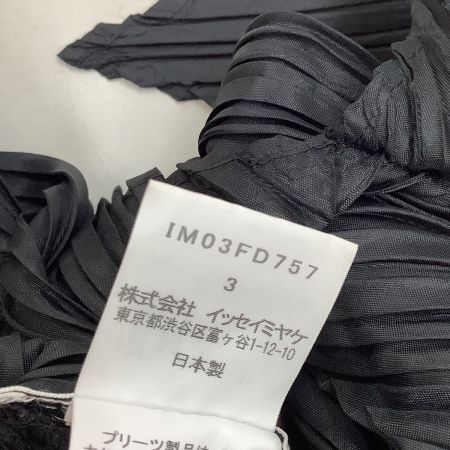 IM03FD757
3
株式会社 イッセイミヤケ
東京都渋谷区富ヶ谷1-12-10
日本製
プリーツ製品は